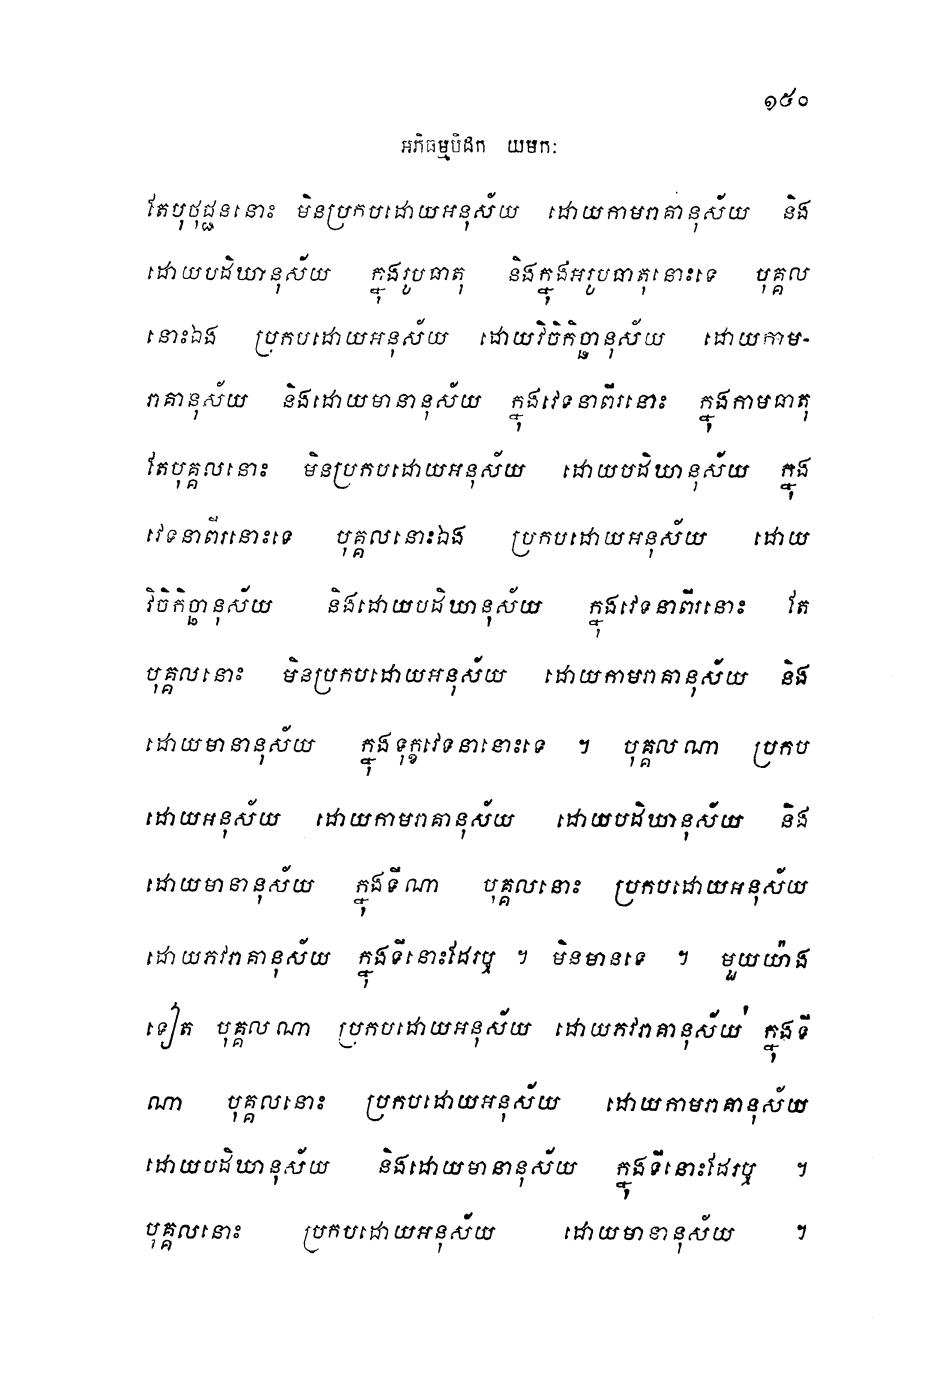 ១៥០
អភិធម្មបិដក យមកៈ
តែបុថុជ្ជននោះ មិនប្រកបដោយអនុស័យ ដោយកាមរាគានុស័យ និង
ដោយបដិឃានុស័យ ក្នុងរូបធាតុ និងក្នុងអរូបធាតុនោះទេ បុគ្គល
នោះឯង ប្រកបដោយអនុស័យ ដោយវិចិកិច្ឆានុស័យ ដោយកាម-
រាគានុស័យ និងដោយមានានុស័យ ក្នុងវេទនាពីរនោះ ក្នុងកាមធាតុ
តែបុគ្គលនោះ មិនប្រកបដោយអនុស័យ ដោយបដិឃានុស័យ ក្នុង
វេទនាពីរនោះទេ បុគ្គលនោះឯង ប្រកបដោយអនុស័យ ដោយ
វិចិកិច្ឆានុស័យ និងដោយបដិឃានុស័យ ក្នុងវេទនាពីរនោះ តែ
បុគ្គលនោះ មិនប្រកបដោយអនុស័យ ដោយកាមរាគានុស័យ និង
ដោយមានានុស័យ ក្នុងទុក្ខវេទនានោះទេ ។ បុគ្គលណា ប្រកប
ដោយអនុស័យ ដោយកាមរាគានុស័យ ដោយបដិឃានុស័យ និង
ដោយមានានុស័យ ក្នុងទីណា បុគ្គលនោះ ប្រកបដោយអនុស័យ
ដោយភវរាគានុស័យ ក្នុងទីនោះដែរឬ ។ មិនមានទេ ។ មួយយ៉ាង
ទៀត បុគ្គលណា ប្រកបដោយអនុស័យ ដោយភវរាគានុស័យ ក្នុងទី
ណា បុគ្គលនោះ ប្រកបដោយអនុស័យ ដោយកាមរាគានុស័យ
ដោយបដិឃានុស័យ និងដោយមានានុស័យ ក្នុងទីនោះដែរឬ ។
បុគ្គលនោះ ប្រកបដោយអនុស័យ ដោយមានានុស័យ ។